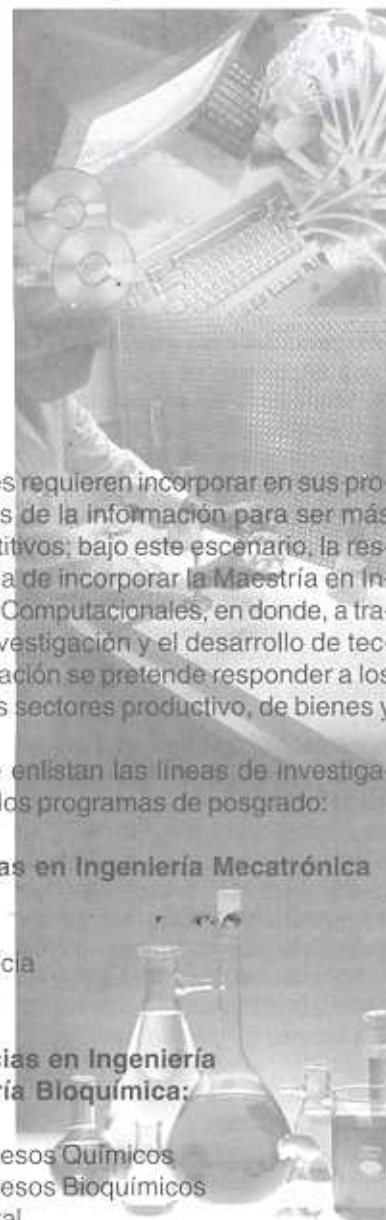 es requieren incorporar en sus pro-
s de la información para ser más
titivos; bajo este escenario, la res-
a de incorporar la Maestría en In-
Computacionales, en donde, a tra-
vestigación y el desarrollo de tec-
ación se pretende responder a los
s sectores productivo, de bienes y
e enlistan las líneas de investiga-
los programas de posgrado:
as en Ingeniería Mecatrónica
cia
cias en Ingeniería
ría Bioquímica:
esos Químicos
esos Bioquímicos
tal